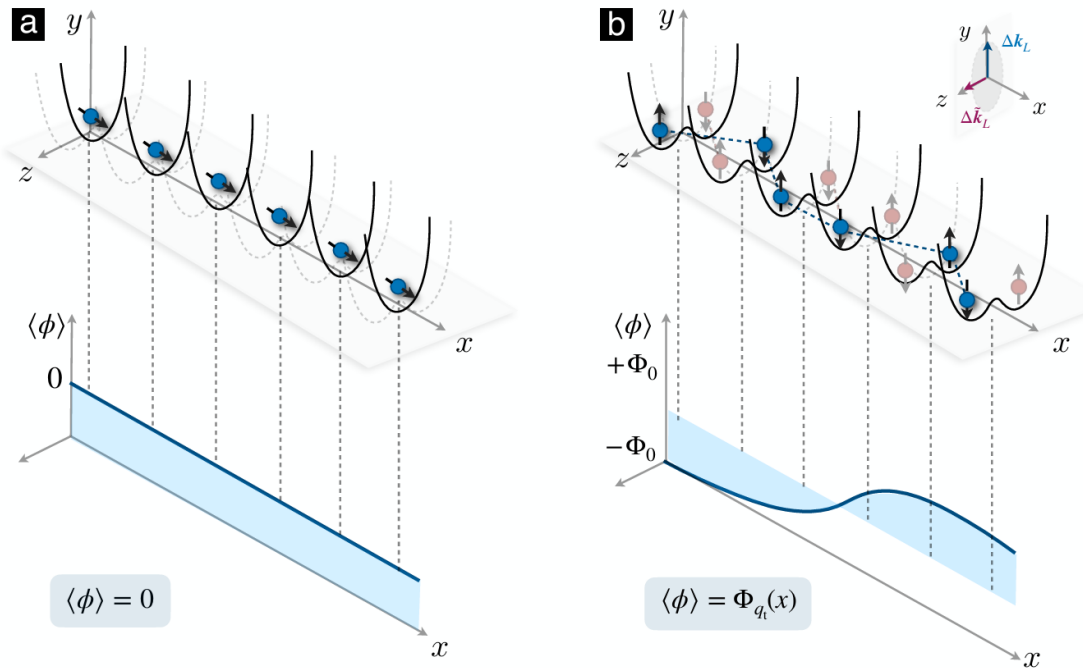 a
y
z
x
⟨ϕ⟩
0
x
⟨ϕ⟩ = 0
b
y
Δk_L
z
x
Δk̃_L
y
z
x
⟨ϕ⟩
+Φ₀
−Φ₀
x
⟨ϕ⟩ = Φ_{q_t}(x)